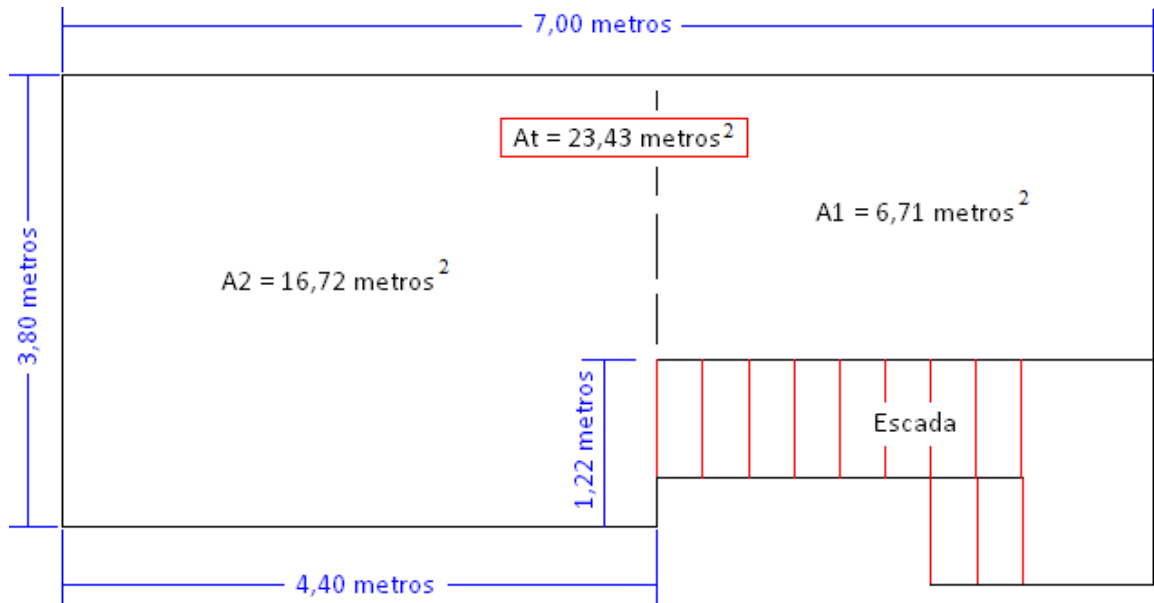 7,00 metros
At = 23,43 metros²
A1 = 6,71 metros²
A2 = 16,72 metros²
3,80 metros
1,22 metros
Escada
4,40 metros